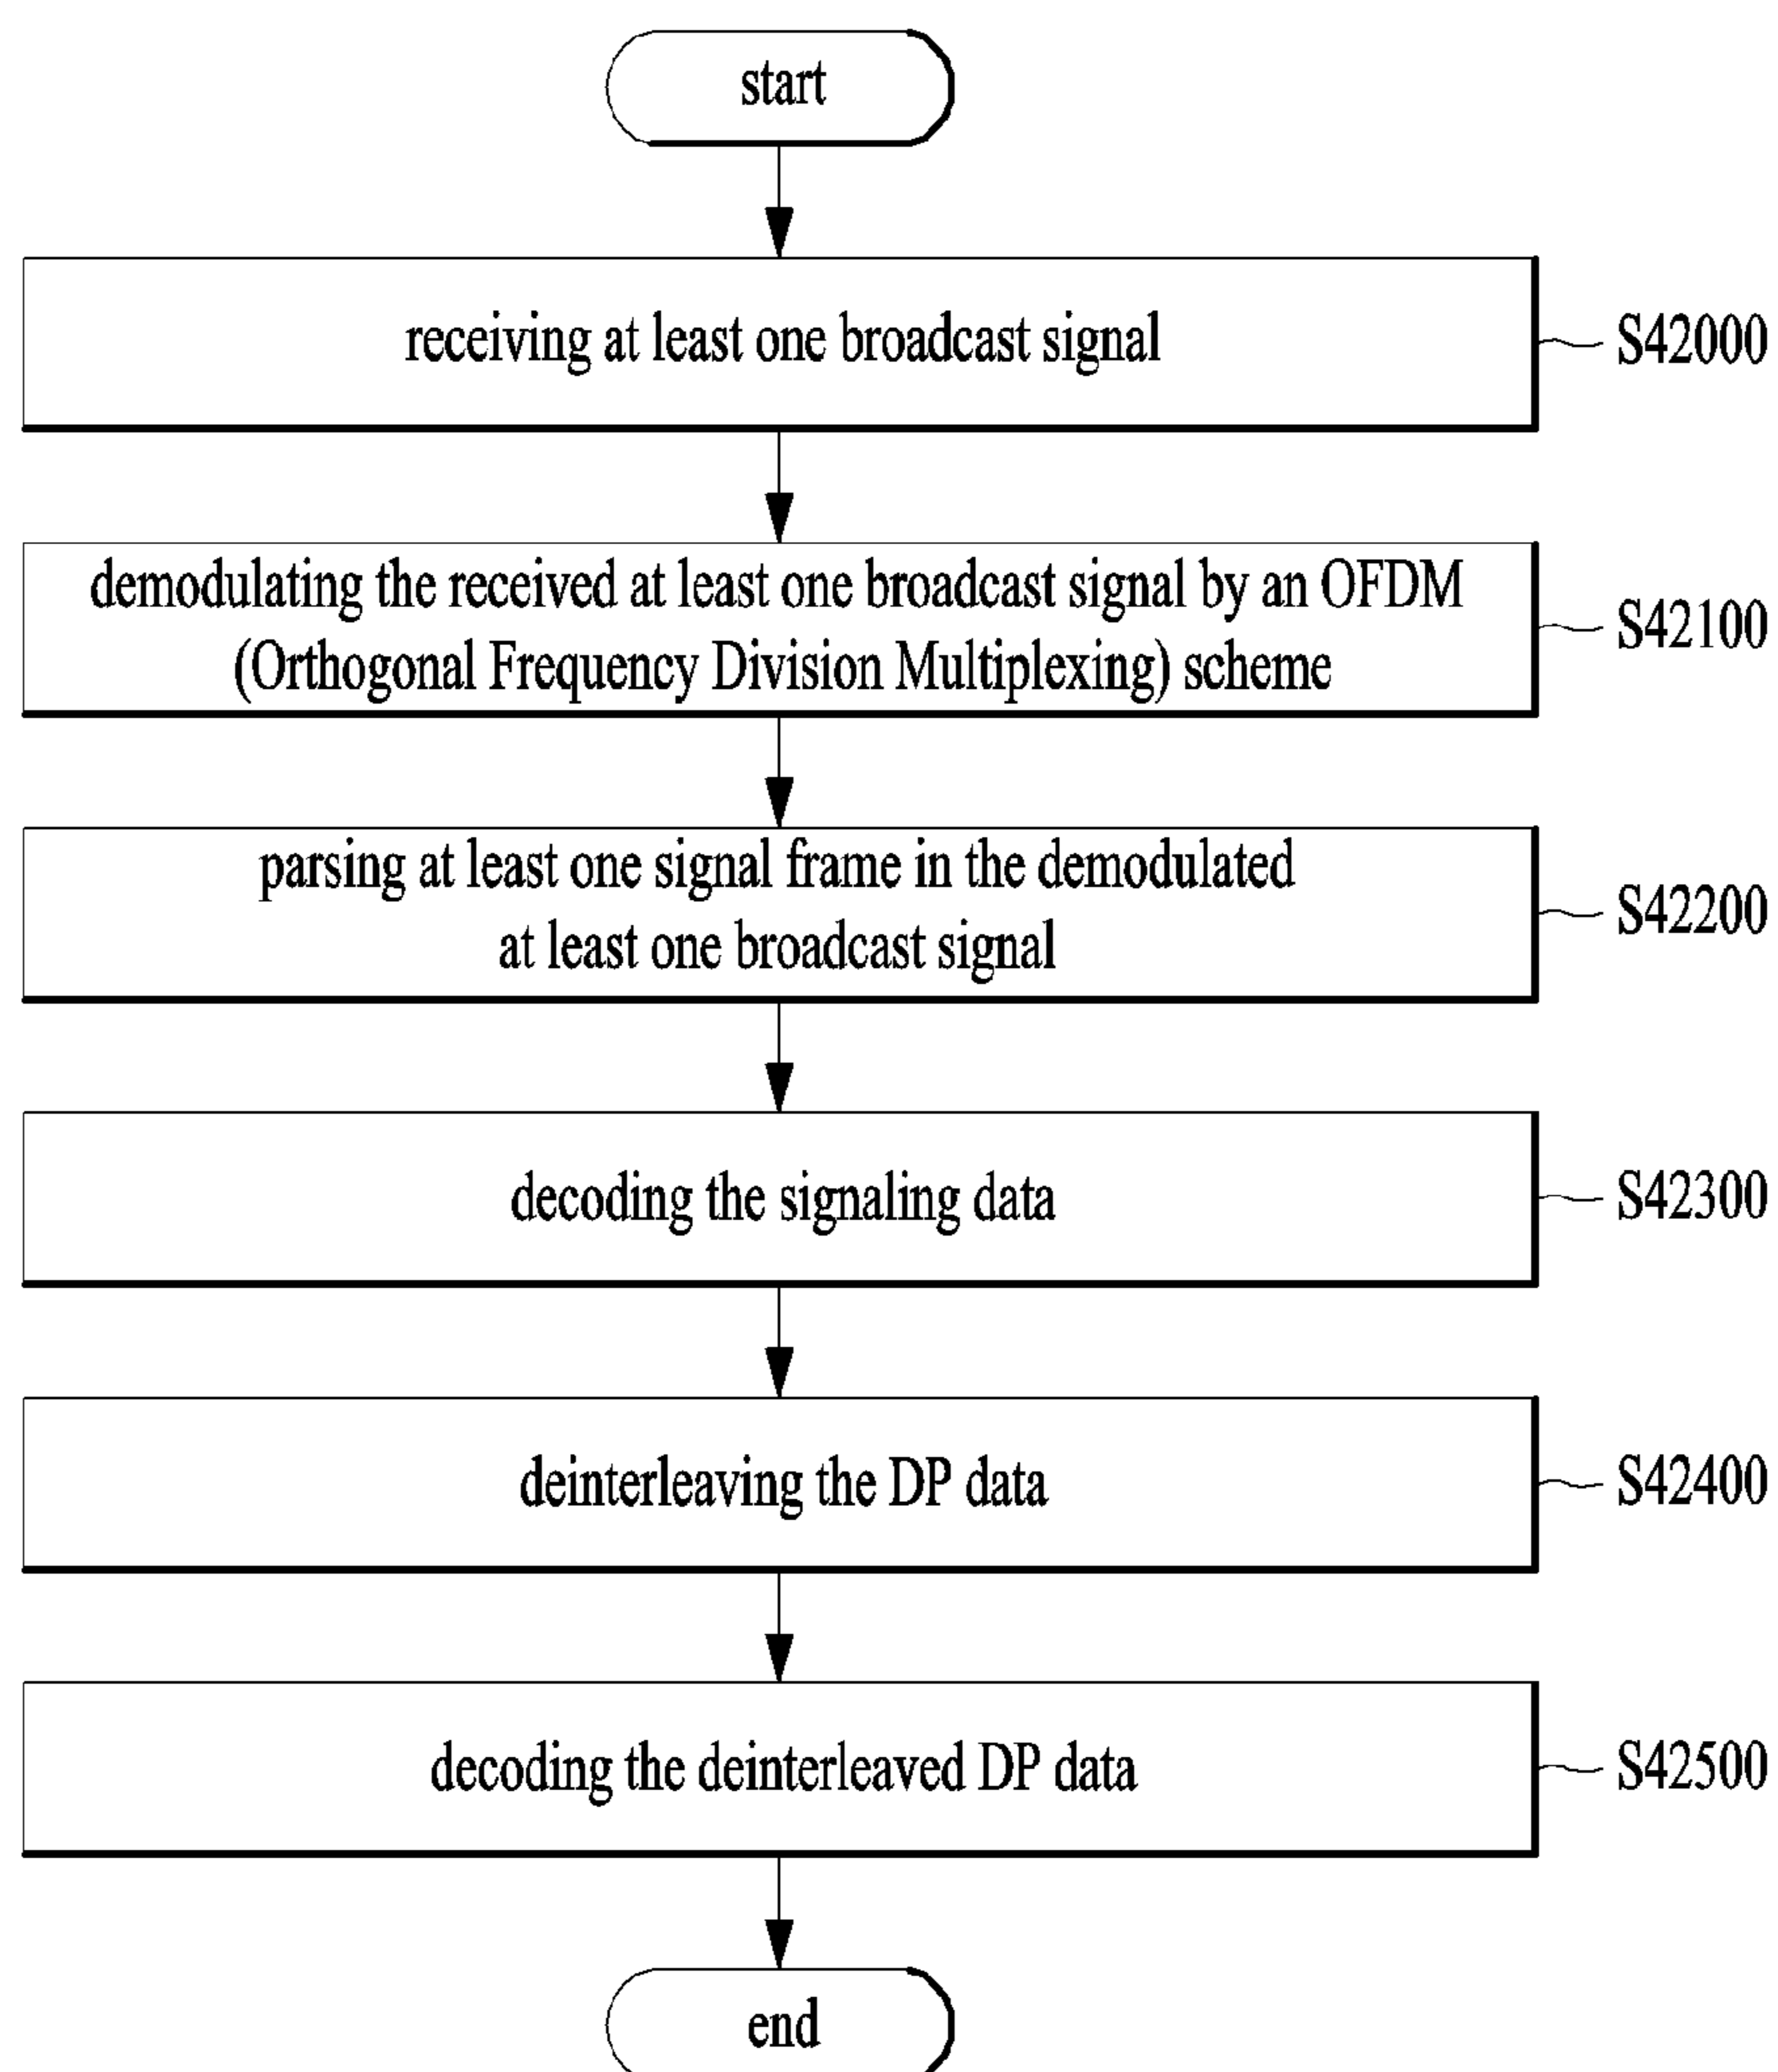 start
receiving at least one broadcast signal
S42000
demodulating the received at least one broadcast signal by an OFDM
(Orthogonal Frequency Division Multiplexing) scheme
S42100
parsing at least one signal frame in the demodulated
at least one broadcast signal
S42200
decoding the signaling data
S42300
deinterleaving the DP data
S42400
decoding the deinterleaved DP data
S42500
end